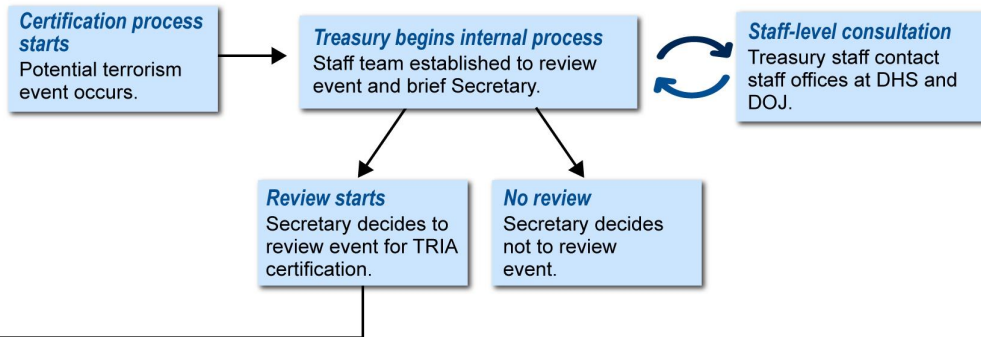 Certification process
starts
Potential terrorism
event occurs.
Treasury begins internal process
Staff team established to review
event and brief Secretary.
Staff-level consultation
Treasury staff contact
staff offices at DHS and
DOJ.
Review starts
Secretary decides to
review event for TRIA
certification.
No review
Secretary decides
not to review
event.